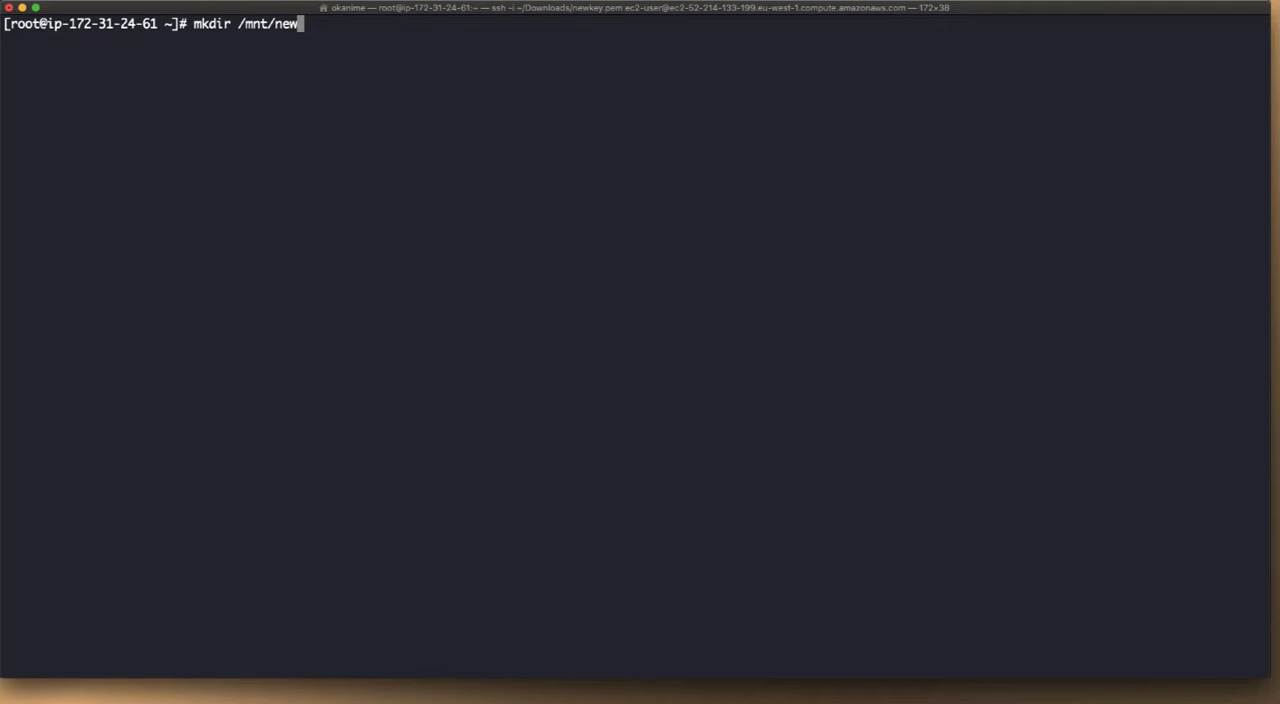 okanime — root@ip-172-31-24-61:~ — ssh -i ~/Downloads/newkey.pem ec2-user@ec2-52-214-133-199.eu-west-1.compute.amazonaws.com — 172×38
[root@ip-172-31-24-61 ~]# mkdir /mnt/new